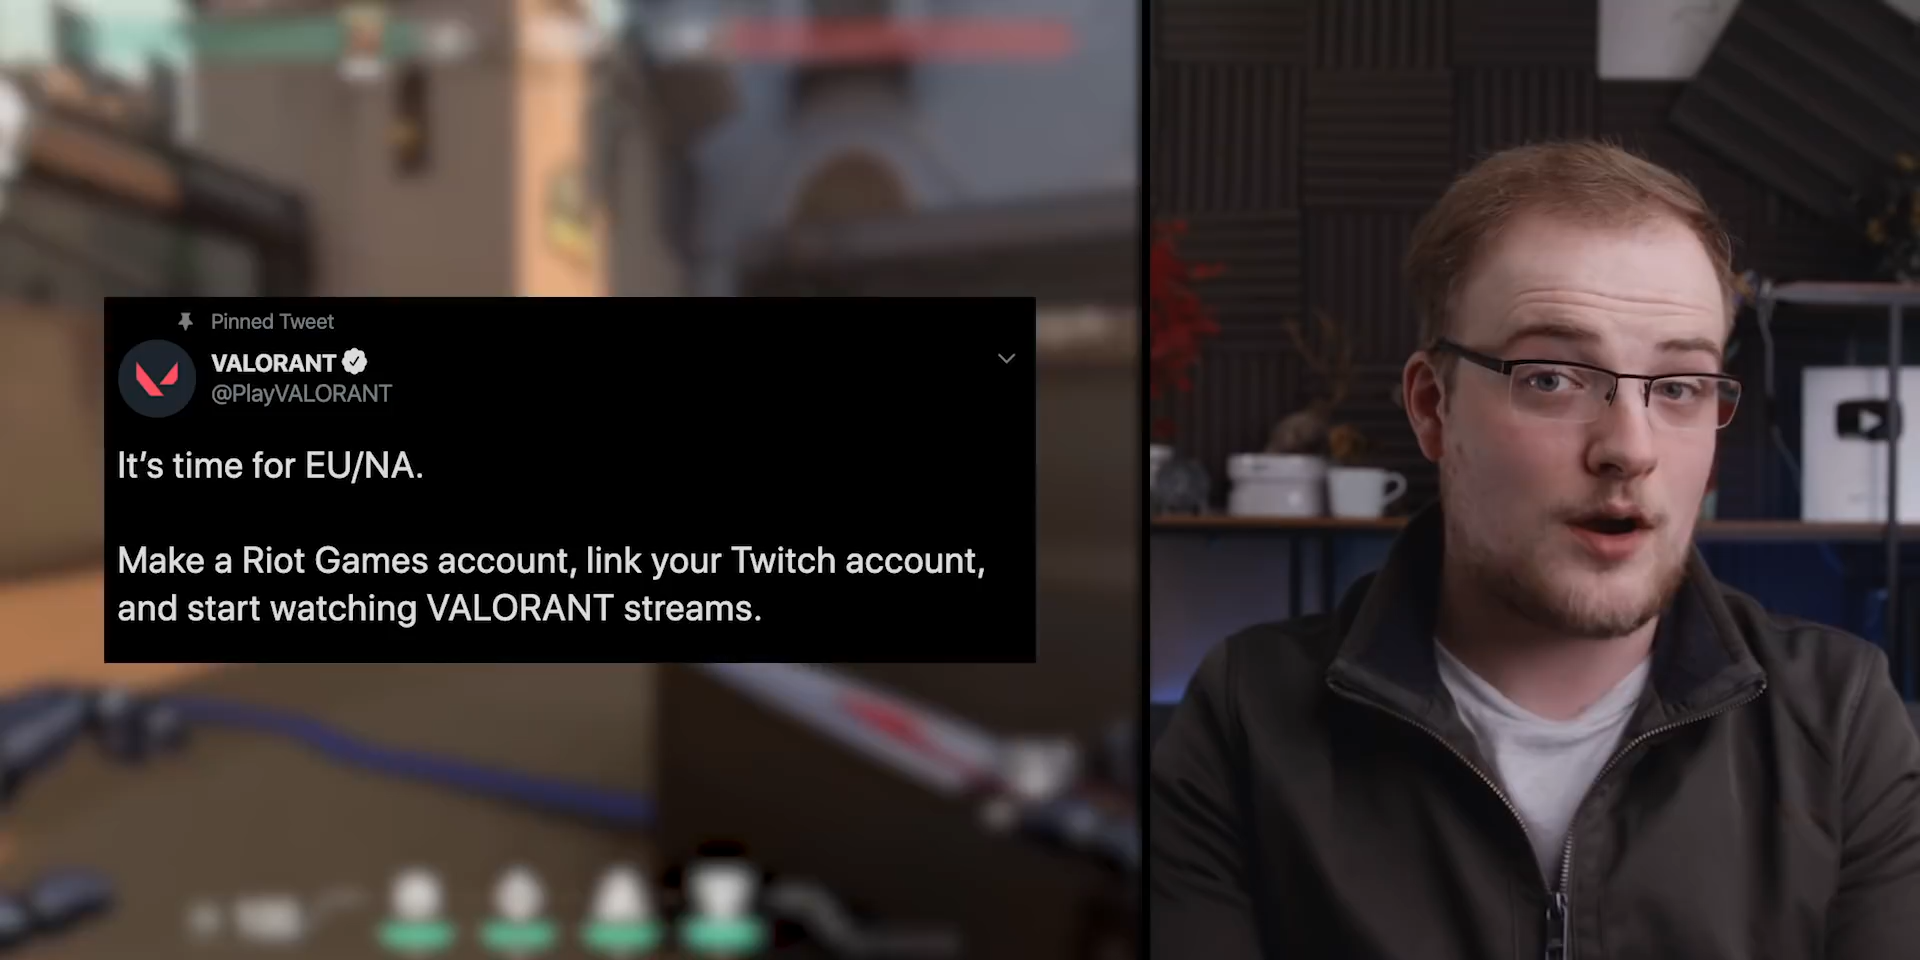 Pinned Tweet
VALORANT
@PlayVALORANT
It’s time for EU/NA.
Make a Riot Games account, link your Twitch account,
and start watching VALORANT streams.